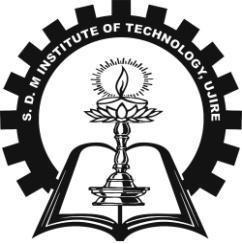 S. D. M INSTITUTE OF TECHNOLOGY, UJIRE